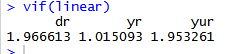 > vif(linear)
dr yr yur
1.966613 1.015093 1.953261
>